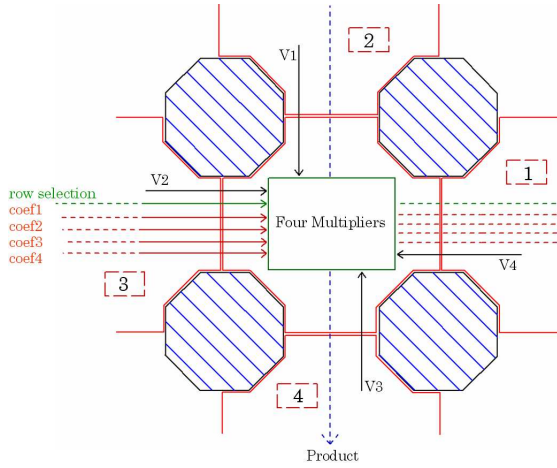 2
V1
1
V2
row selection
coef1
coef2
coef3
coef4
Four Multipliers
V4
3
V3
4
Product